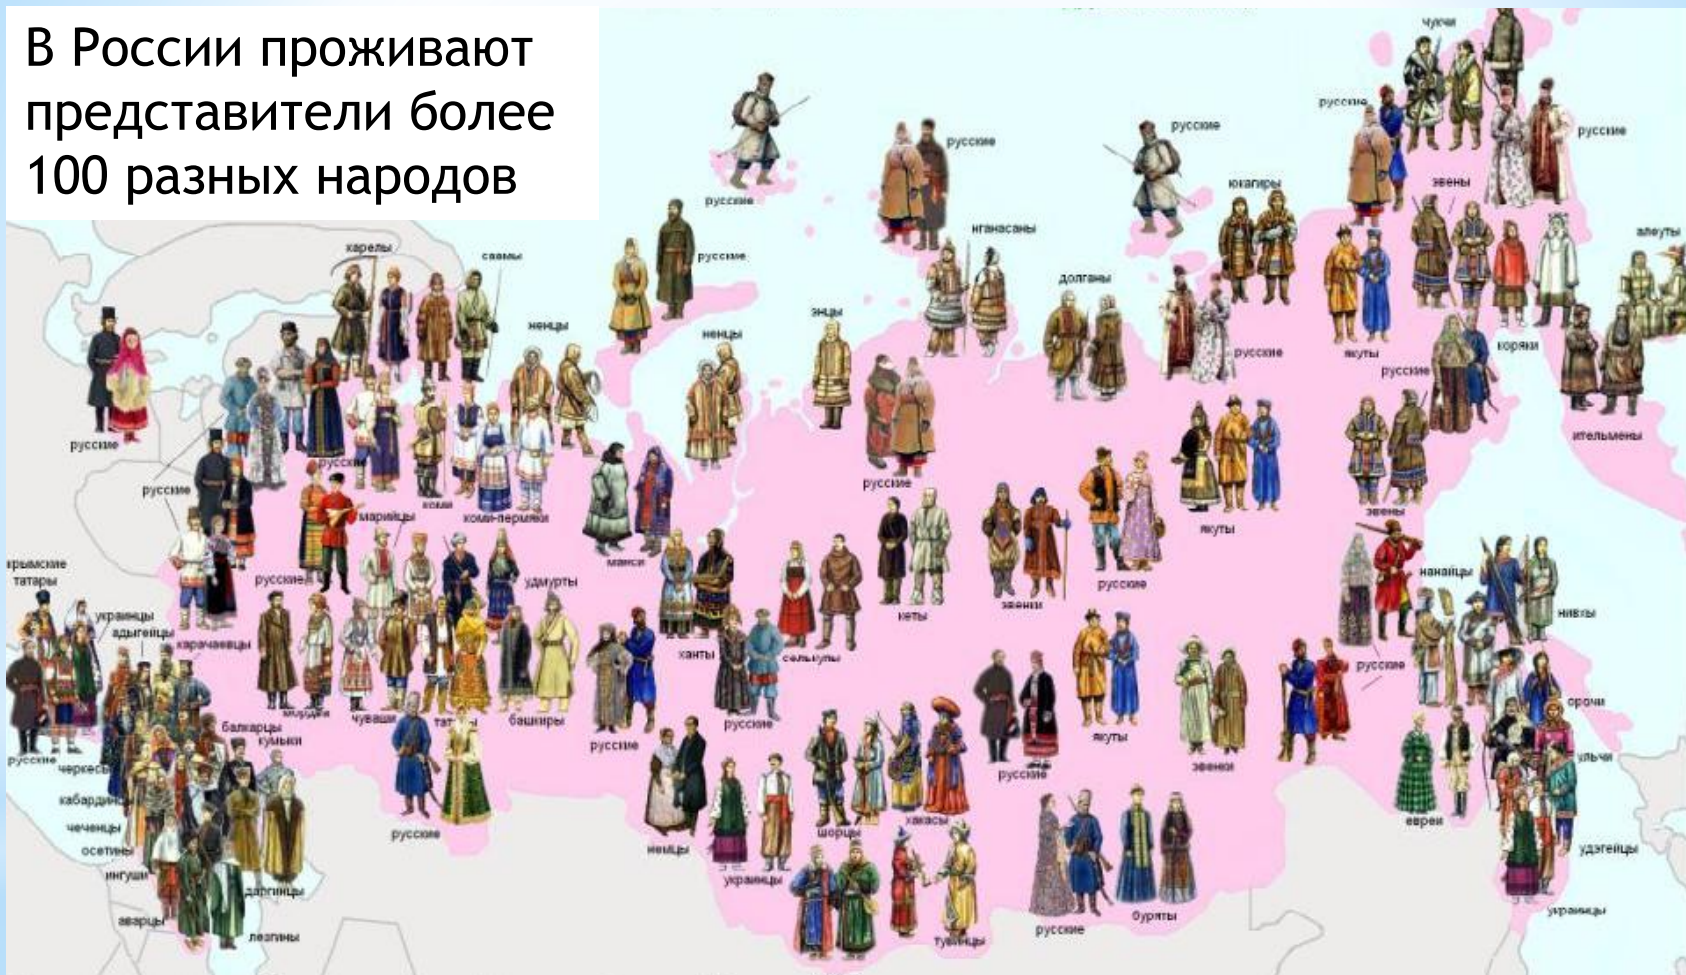 В России проживают
представители более
100 разных народов
чукчи
русские
русские
русские
русские
русские
юкагиры
эвены
нганасаны
алеуты
карелы
саамы
русские
долганы
энцы
ненцы
ненцы
русские
коряки
якуты
русские
ительмены
русские
русские
русские
русские
коми
коми-пермяки
марийцы
эвены
якуты
манси
русские
удмурты
крымские
татары
украинцы
адыгейцы
карачаевцы
кеты
эвенки
русские
нанайцы
нивхы
ханты
селькупы
русские
орочи
мордва
чуваши
башкиры
русские
русские
якуты
балкарцы
кумыки
русские
черкесы
эвенки
русские
ульчи
кабардинцы
чеченцы
русские
шорцы
хакасы
евреи
осетины
немцы
удэгейцы
ингуши
украинцы
даргинцы
аварцы
лезгины
тувинцы
русские
буряты
украинцы